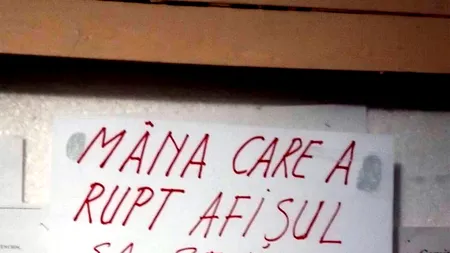 MÂNA CARE A
RUPT AFIȘUL